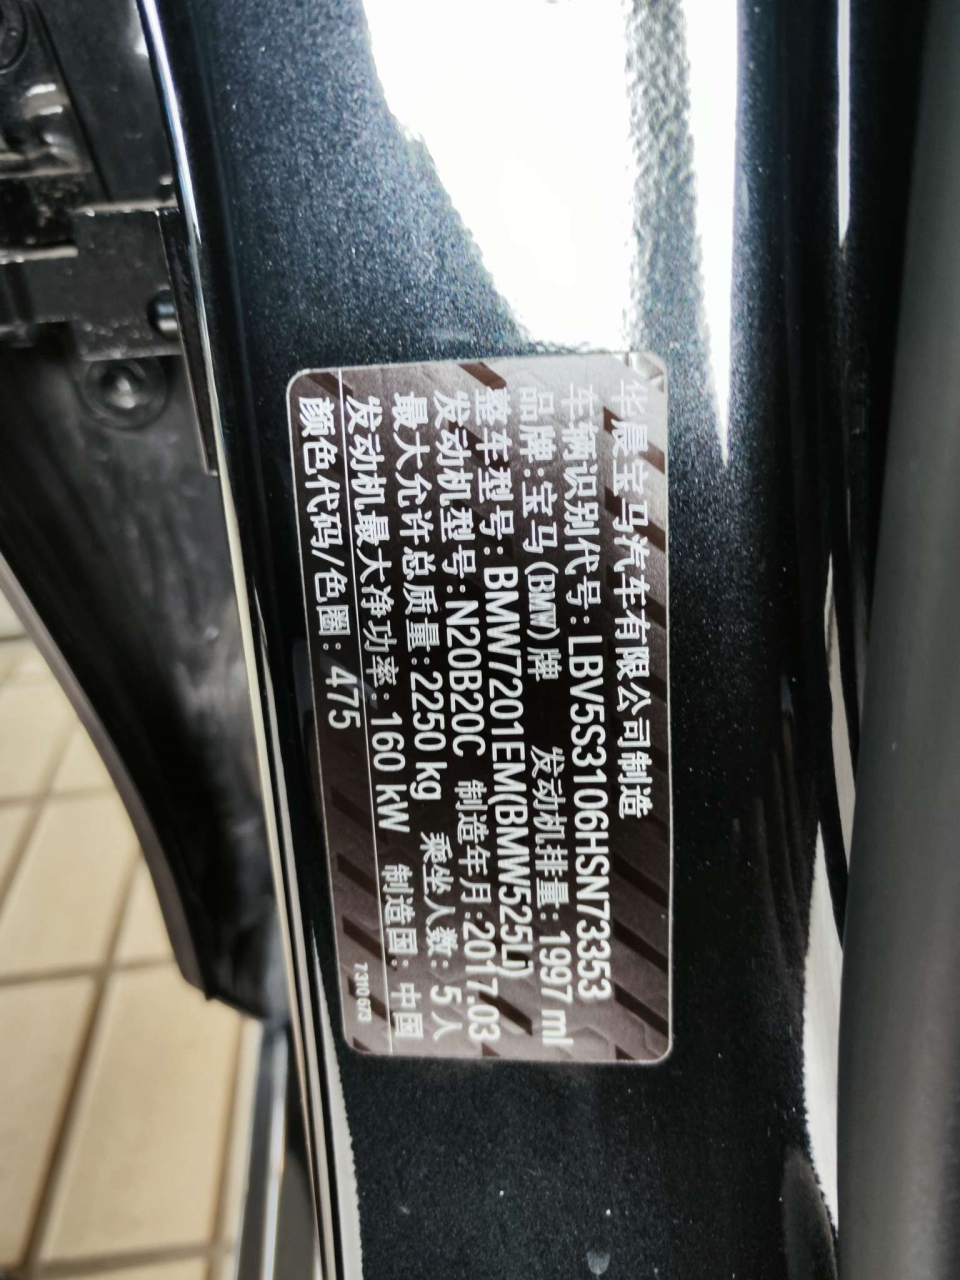 华晨宝马汽车有限公司制造
车辆识别代号:LBV5S3106HSN73353
品牌:宝马(BMW)牌 发动机排量:1997 ml
整车型号:BMW7201EM(BMW525Li)
发动机型号:N20B20C 制造年月:2017.03
最大允许总质量:2250 kg 乘坐人数:5人
发动机最大净功率:160 kW 制造国:中国
颜色代码/色圈:475 7310 673